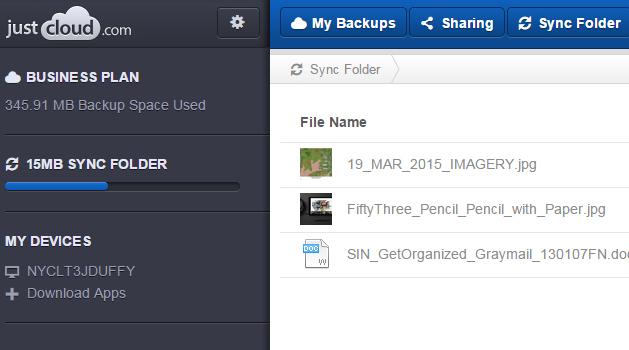 justcloud.com
My Backups
Sharing
Sync Folder
BUSINESS PLAN
345.91 MB Backup Space Used
15MB SYNC FOLDER
MY DEVICES
NYCLT3JDUFFY
Download Apps
Sync Folder
File Name
19_MAR_2015_IMAGERY.jpg
FiftyThree_Pencil_Pencil_with_Paper.jpg
DOC
W
SIN_GetOrganized_Graymail_130107FN.doc